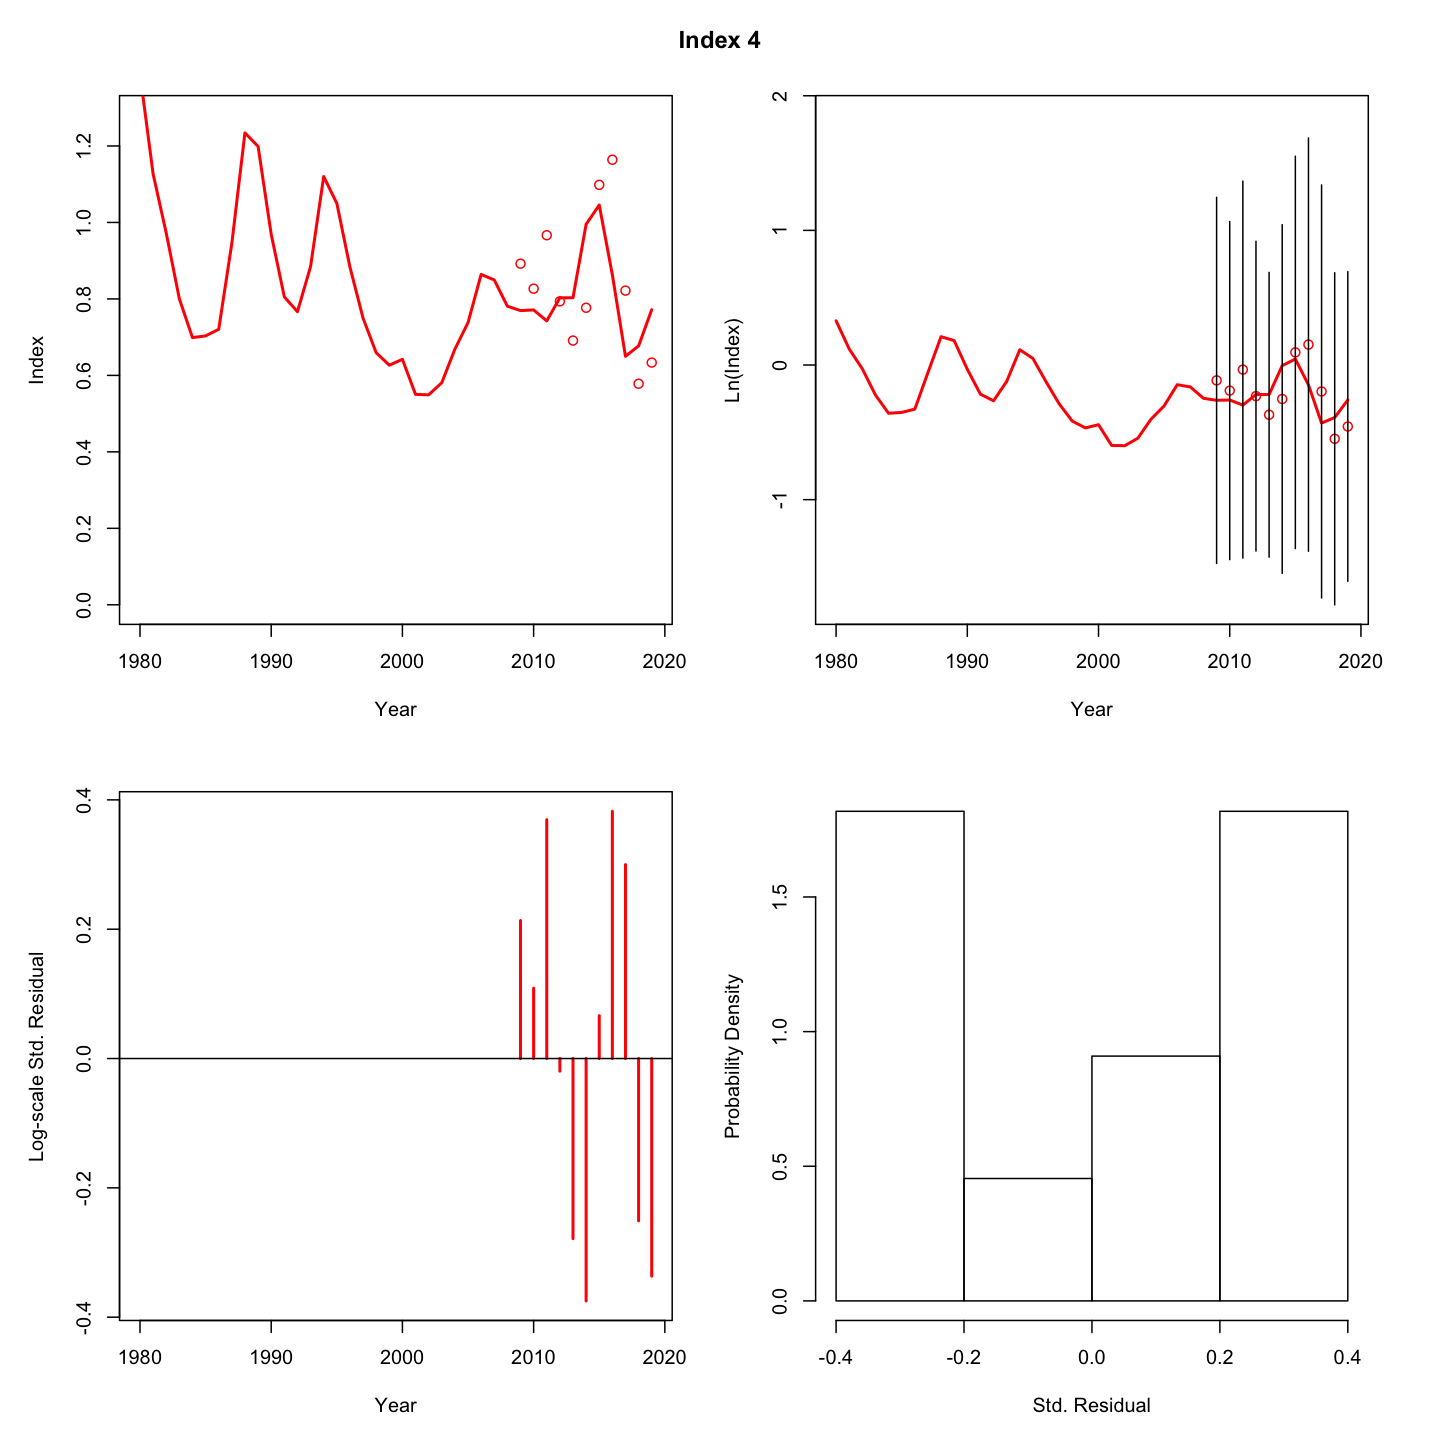 Index 4
Index
0.0 0.2 0.4 0.6 0.8 1.0 1.2
1980 1990 2000 2010 2020
Year
Ln(Index)
-1 0 1 2
1980 1990 2000 2010 2020
Year
Log-scale Std. Residual
-0.4 -0.2 0.0 0.2 0.4
1980 1990 2000 2010 2020
Year
Probability Density
0.0 0.5 1.0 1.5
-0.4 -0.2 0.0 0.2 0.4
Std. Residual